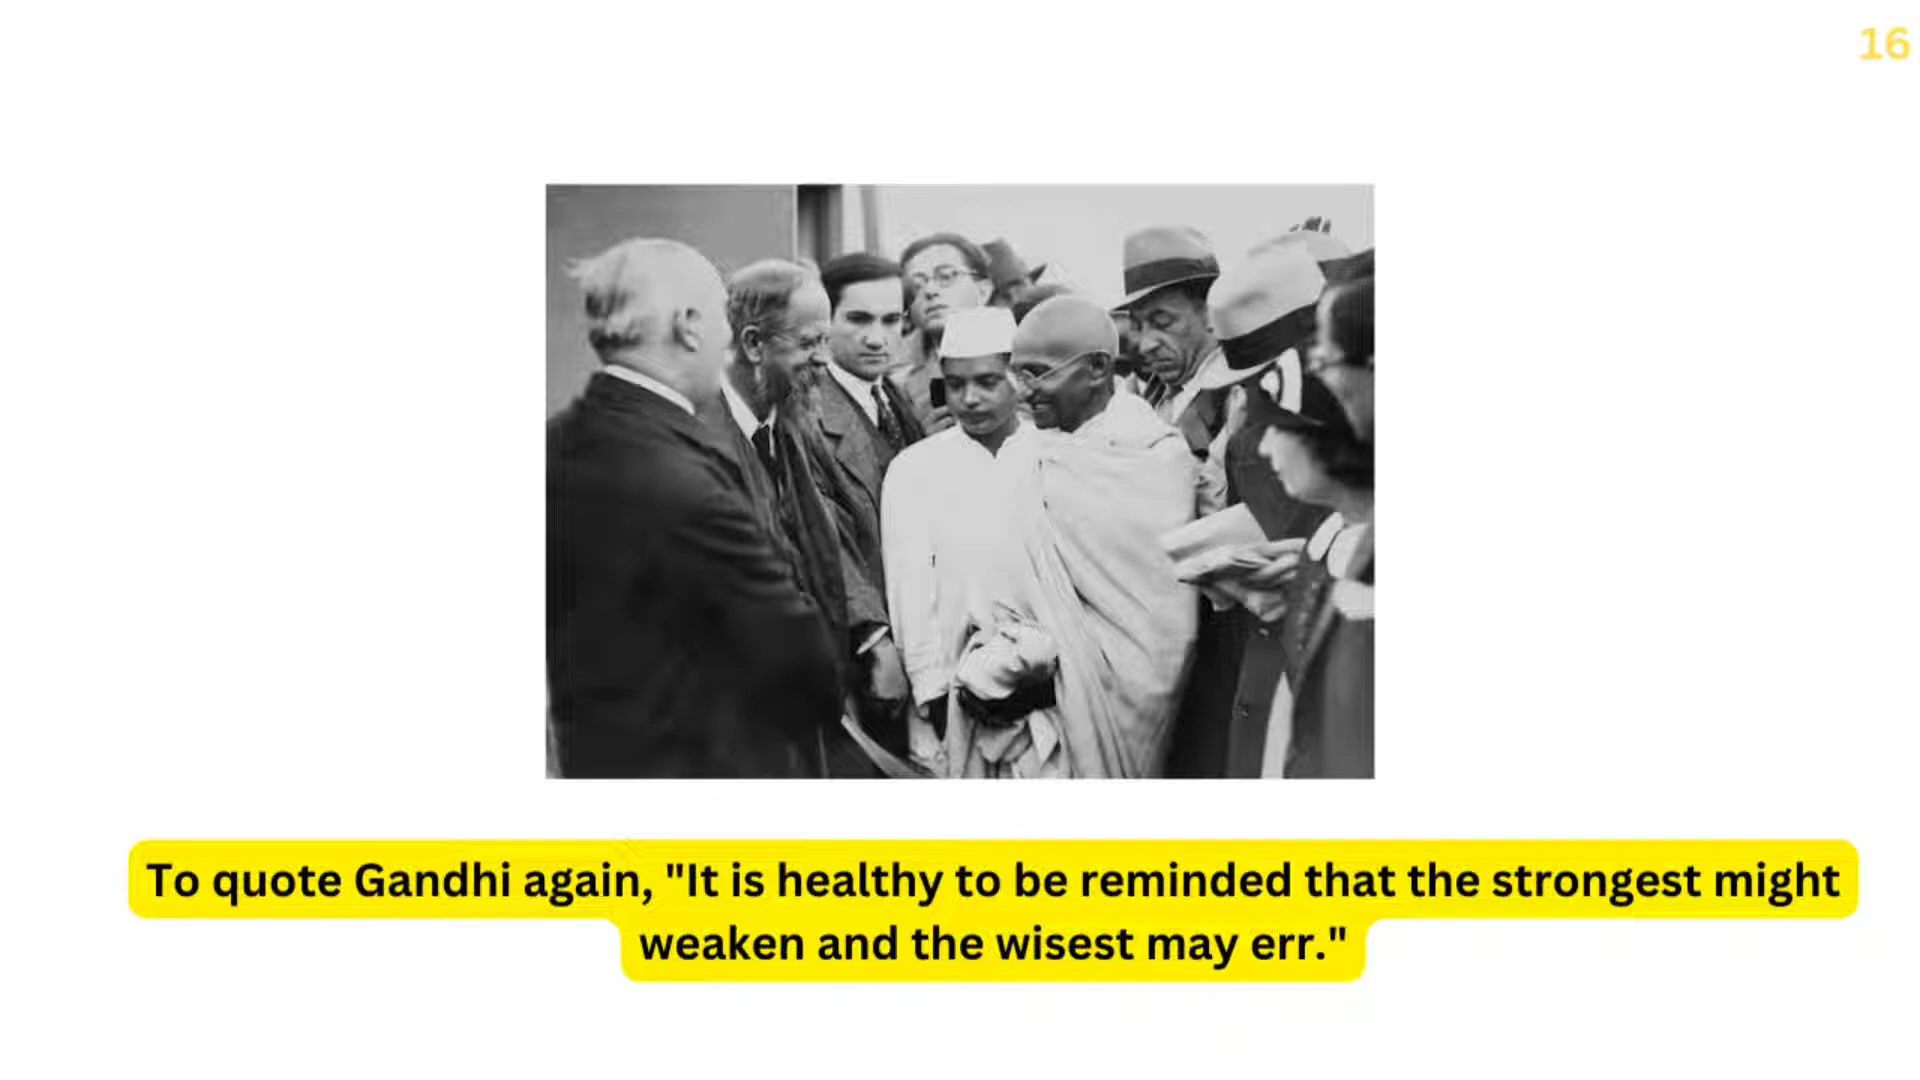 16
To quote Gandhi again, "It is healthy to be reminded that the strongest might
weaken and the wisest may err."